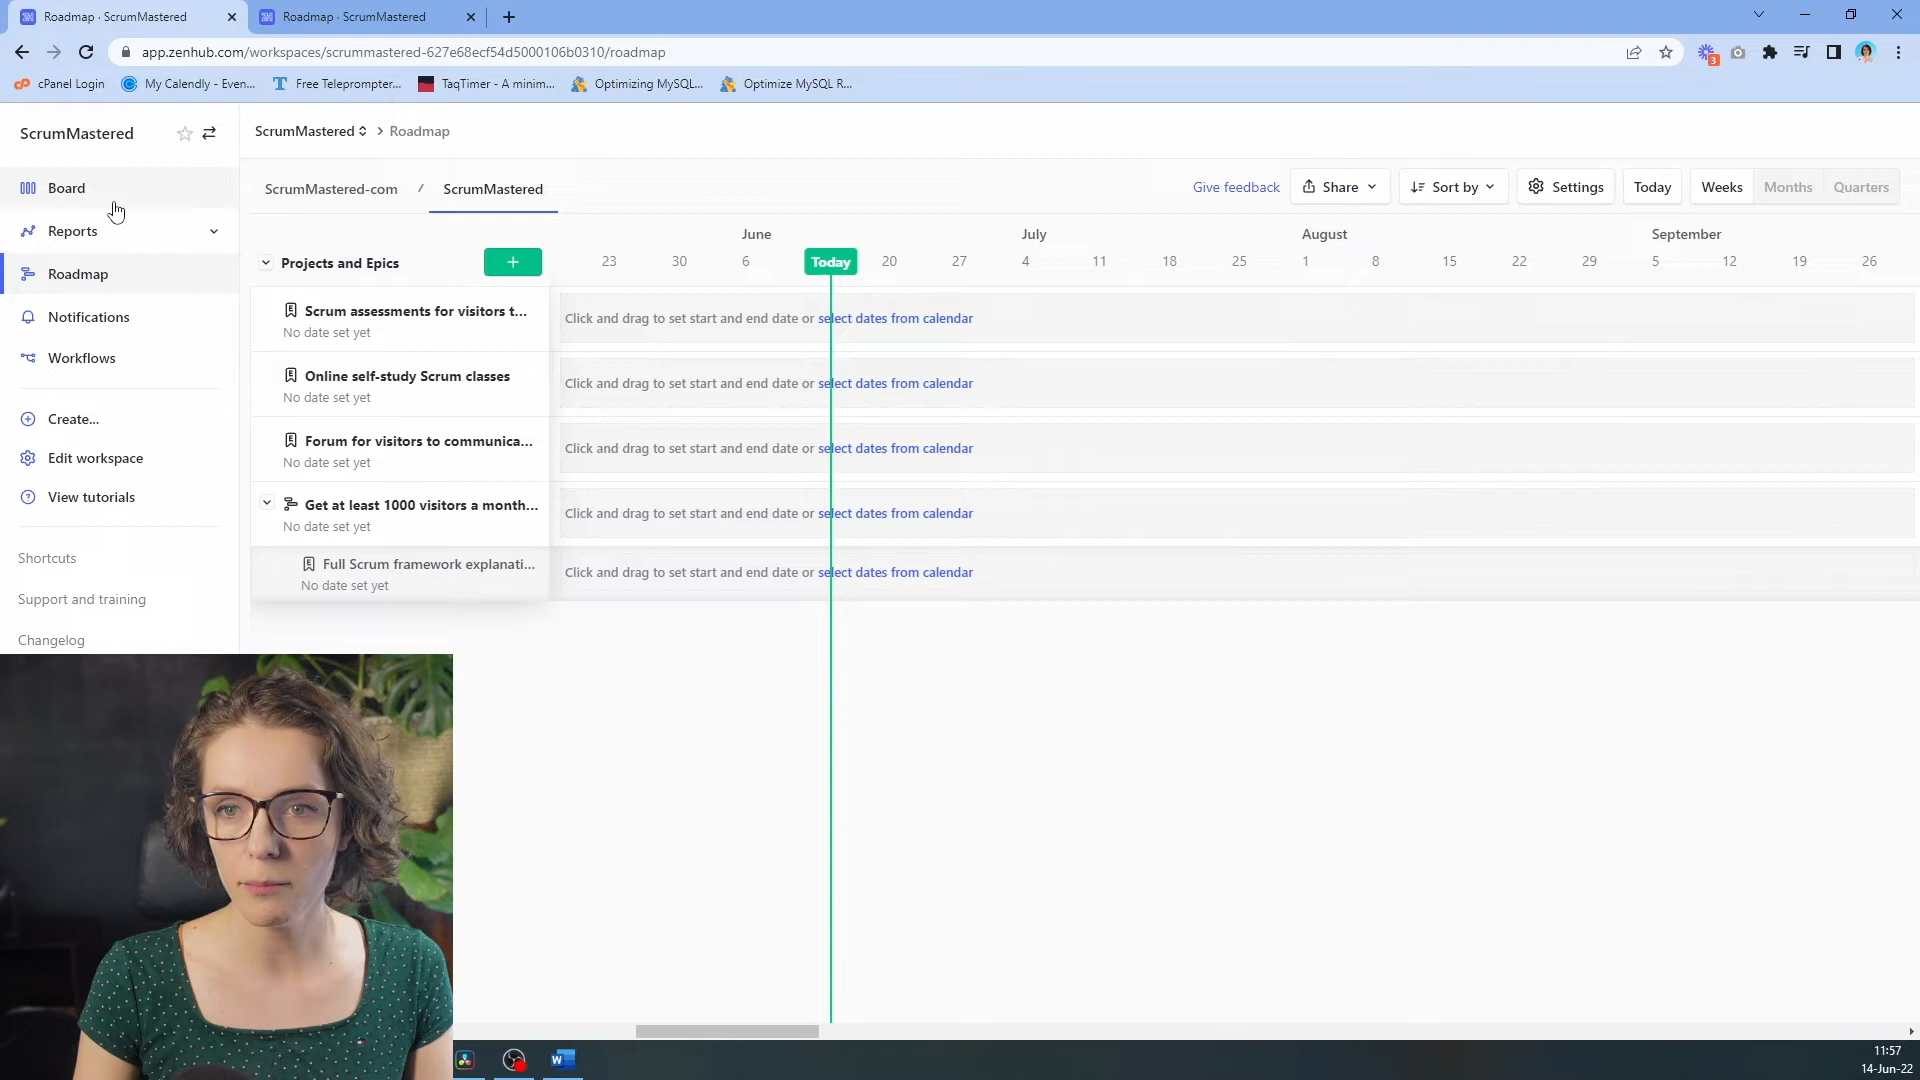 Roadmap · ScrumMastered
Roadmap · ScrumMastered
app.zenhub.com/workspaces/scrummastered-627e68ecf54d5000106b0310/roadmap
3
cPanel Login
My Calendly - Even...
Free Teleprompter...
TaqTimer - A minim...
Optimizing MySQL...
Optimize MySQL R...
ScrumMastered
Board
Reports
Roadmap
Notifications
Workflows
Create...
Edit workspace
View tutorials
Shortcuts
Support and training
Changelog
ScrumMastered > Roadmap
ScrumMastered-com / ScrumMastered
Give feedback
Share
Sort by
Settings
Today
Weeks
Months
Quarters
June July August September
Projects and Epics
+
23 30 6 Today 20 27 4 11 18 25 1 8 15 22 29 5 12 19 26
Scrum assessments for visitors t...
No date set yet
Click and drag to set start and end date or select dates from calendar
Online self-study Scrum classes
No date set yet
Click and drag to set start and end date or select dates from calendar
Forum for visitors to communica...
No date set yet
Click and drag to set start and end date or select dates from calendar
Get at least 1000 visitors a month...
No date set yet
Click and drag to set start and end date or select dates from calendar
Full Scrum framework explanati...
No date set yet
Click and drag to set start and end date or select dates from calendar
11:57
14-Jun-22